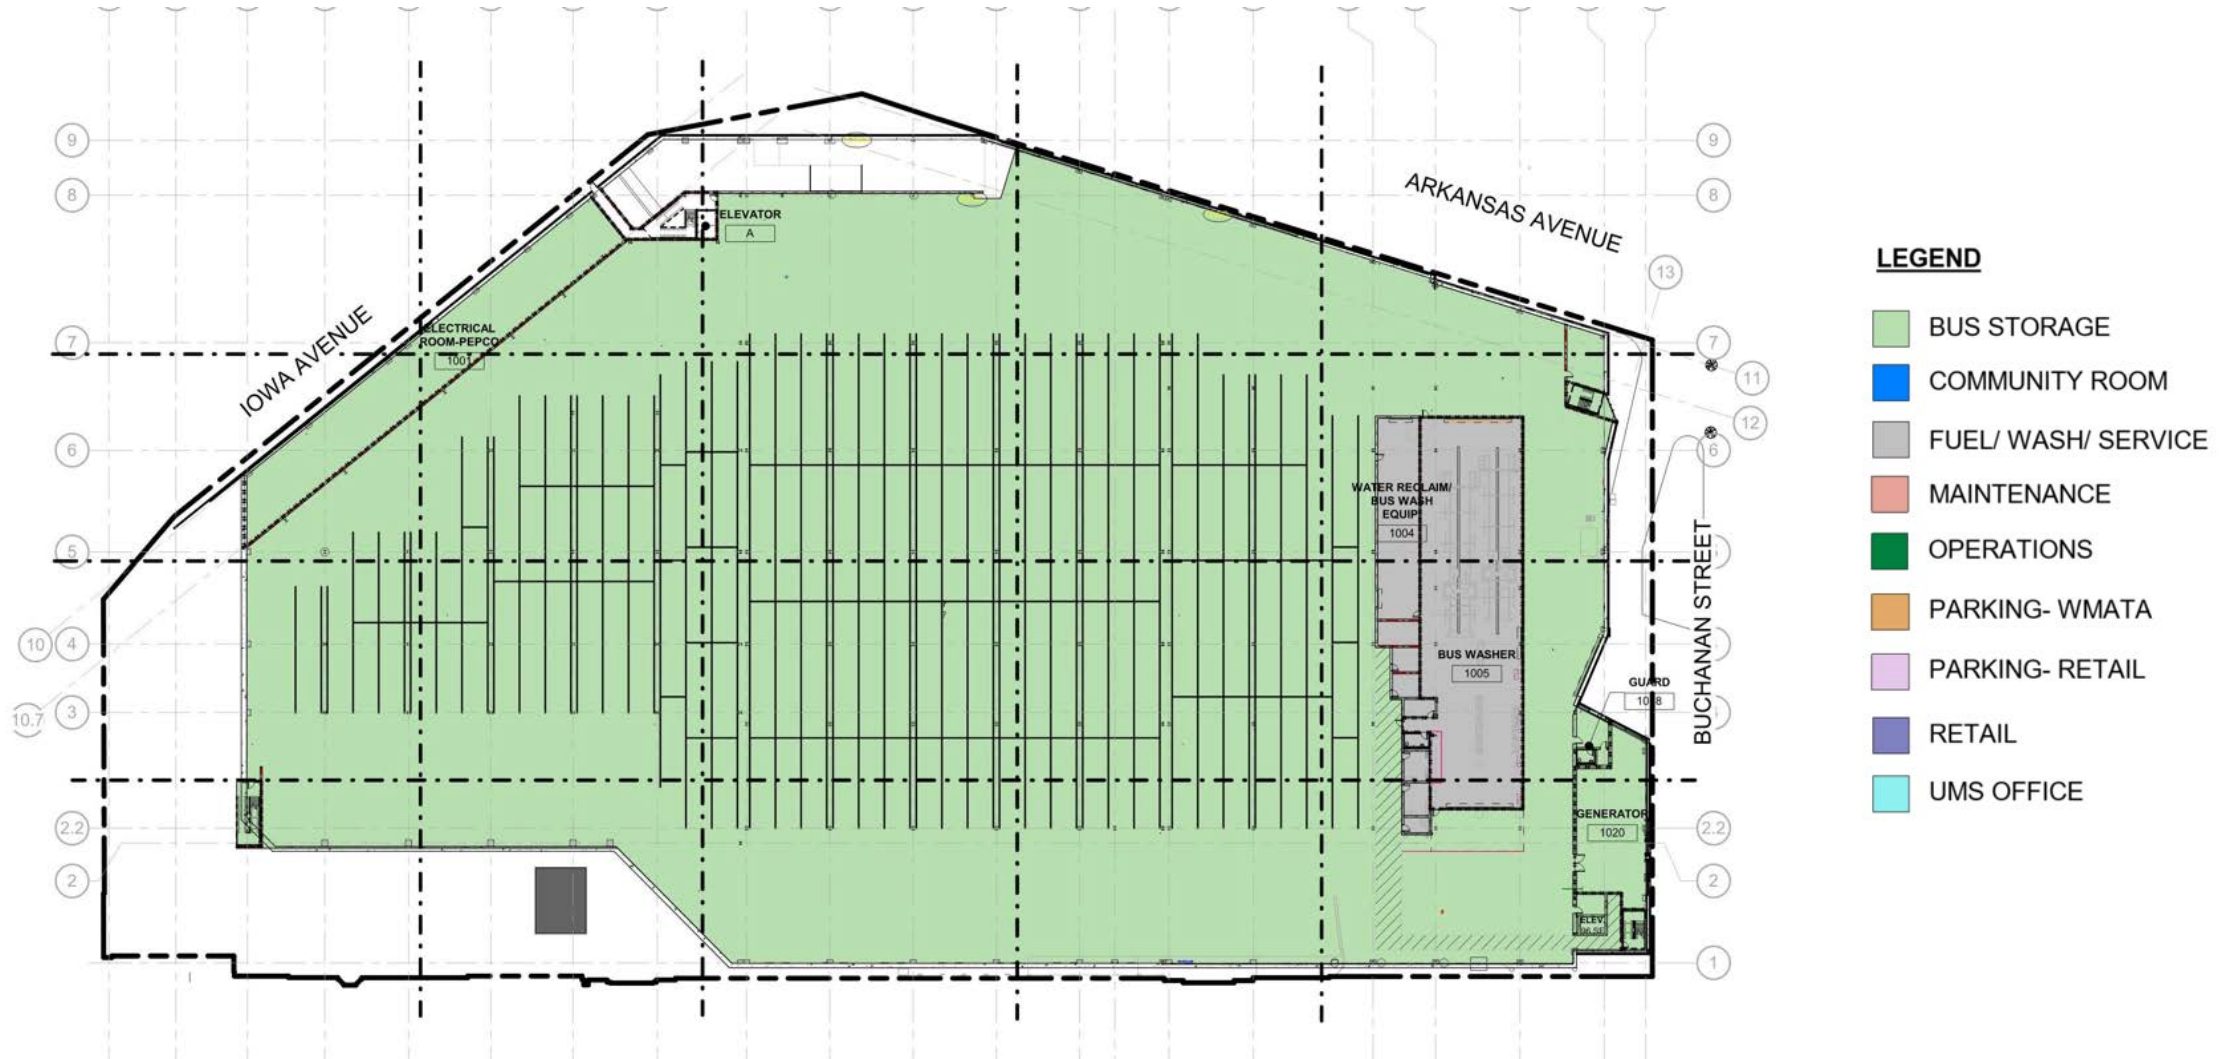 9
9
8
8
ARKANSAS AVENUE
ELEVATOR
A
13
IOWA AVENUE
ELECTRICAL
ROOM-PEPCO
1001
7
7
11
12
6
6
WATER RECLAIM/
BUS WASH
EQUIP
1004
5
BUCHANAN STREET
10
4
BUS WASHER
1005
GUARD
10.7
3
GENERATOR
1020
2.2
2.2
2
2
ELEV.
96 SF
1
LEGEND
BUS STORAGE
COMMUNITY ROOM
FUEL/ WASH/ SERVICE
MAINTENANCE
OPERATIONS
PARKING- WMATA
PARKING- RETAIL
RETAIL
UMS OFFICE